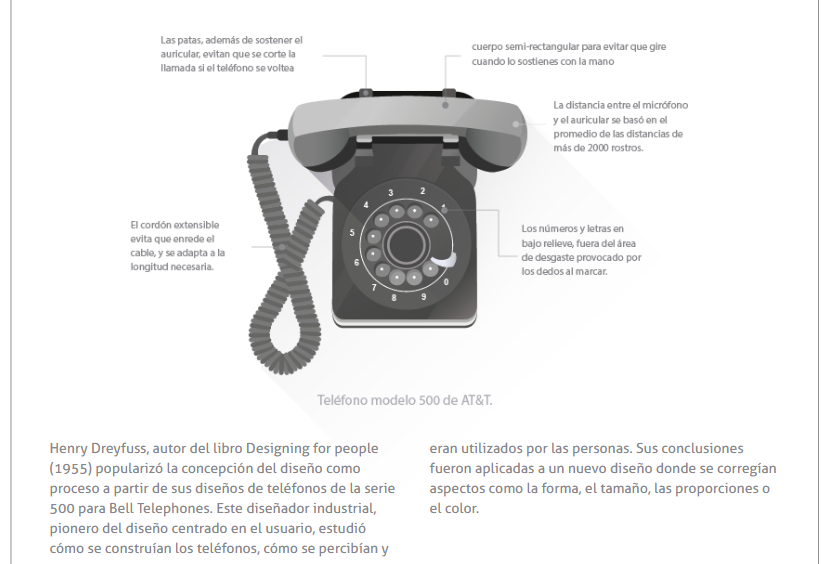 Las patas, además de sostener el
auricular, evitan que se corte la
llamada si el teléfono se voltea
cuerpo semi-rectangular para evitar que gire
cuando lo sostienes con la mano
La distancia entre el micrófono
y el auricular se basó en el
promedio de las distancias de
más de 2000 rostros.
El cordón extensible
evita que enrede el
cable, y se adapta a la
longitud necesaria.
1
2
3
4
5
6
7
8
9
0
Los números y letras en
bajo relieve, fuera del área
de desgaste provocado por
los dedos al marcar.
Teléfono modelo 500 de AT&T.
Henry Dreyfuss, autor del libro Designing for people
(1955) popularizó la concepción del diseño como
proceso a partir de sus diseños de teléfonos de la serie
500 para Bell Telephones. Este diseñador industrial,
pionero del diseño centrado en el usuario, estudió
cómo se construían los teléfonos, cómo se percibían y
eran utilizados por las personas. Sus conclusiones
fueron aplicadas a un nuevo diseño donde se corregían
aspectos como la forma, el tamaño, las proporciones o
el color.